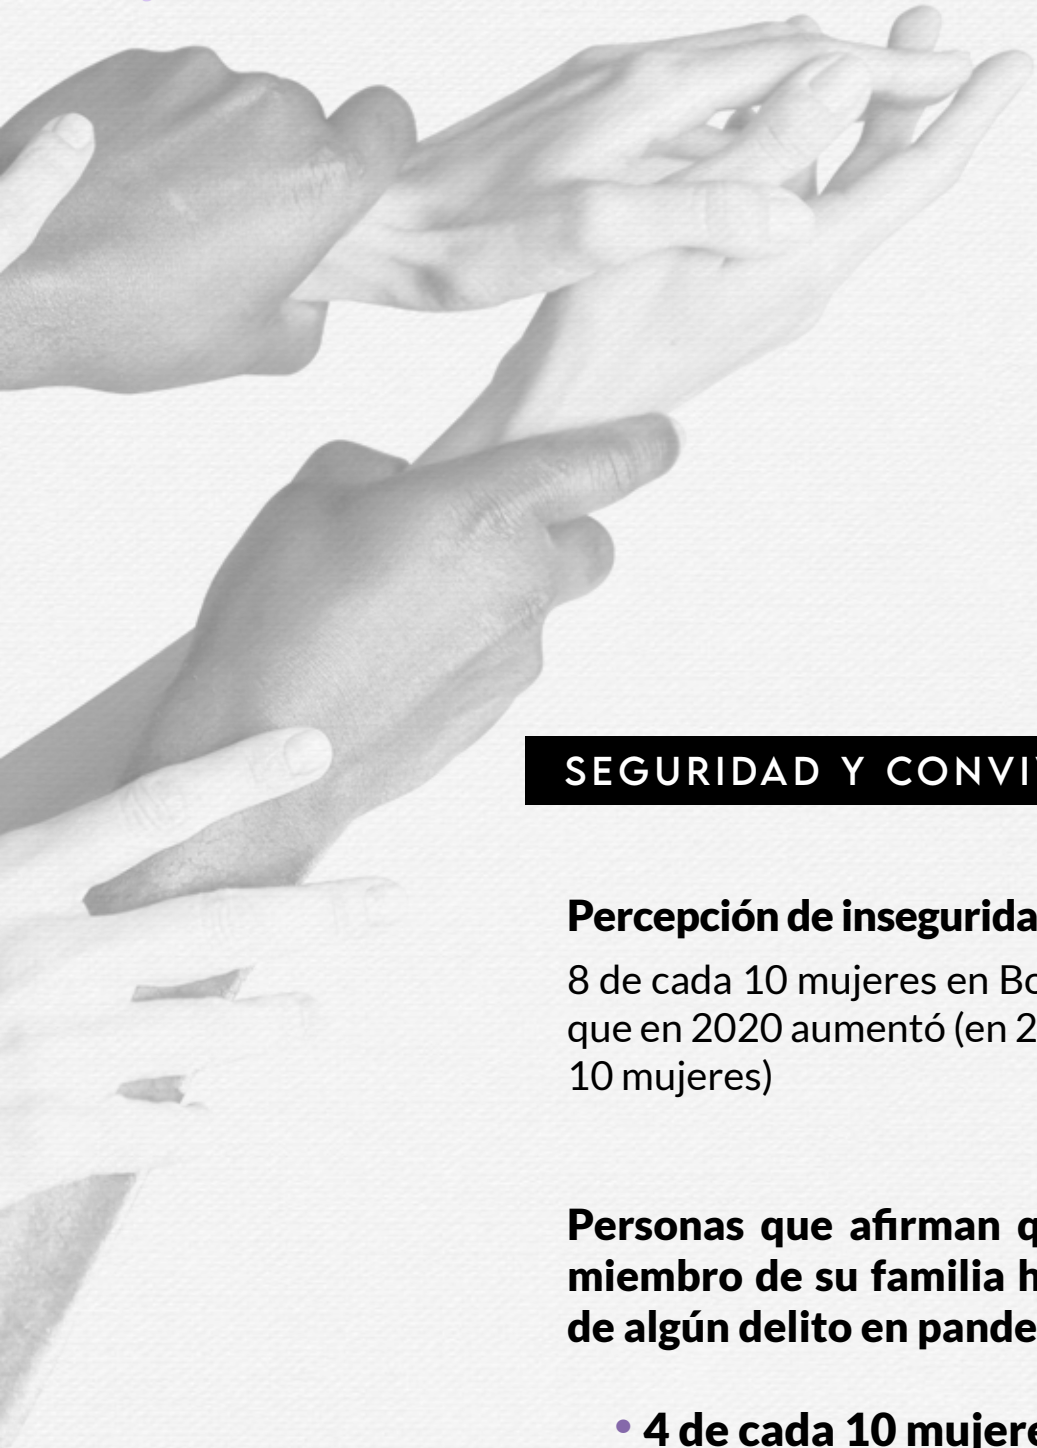 SEGURIDAD Y CONVI
Percepción de insegurida
8 de cada 10 mujeres en Bo
que en 2020 aumentó (en 2
10 mujeres)
Personas que afirman q
miembro de su familia h
de algún delito en pande
• 4 de cada 10 mujere